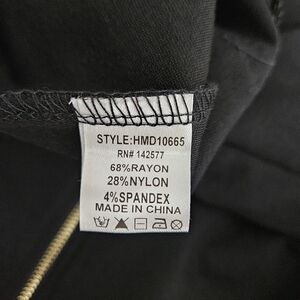 STYLE:HMD10665
RN# 142577
68%RAYON
28%NYLON
4%SPANDEX
MADE IN CHINA